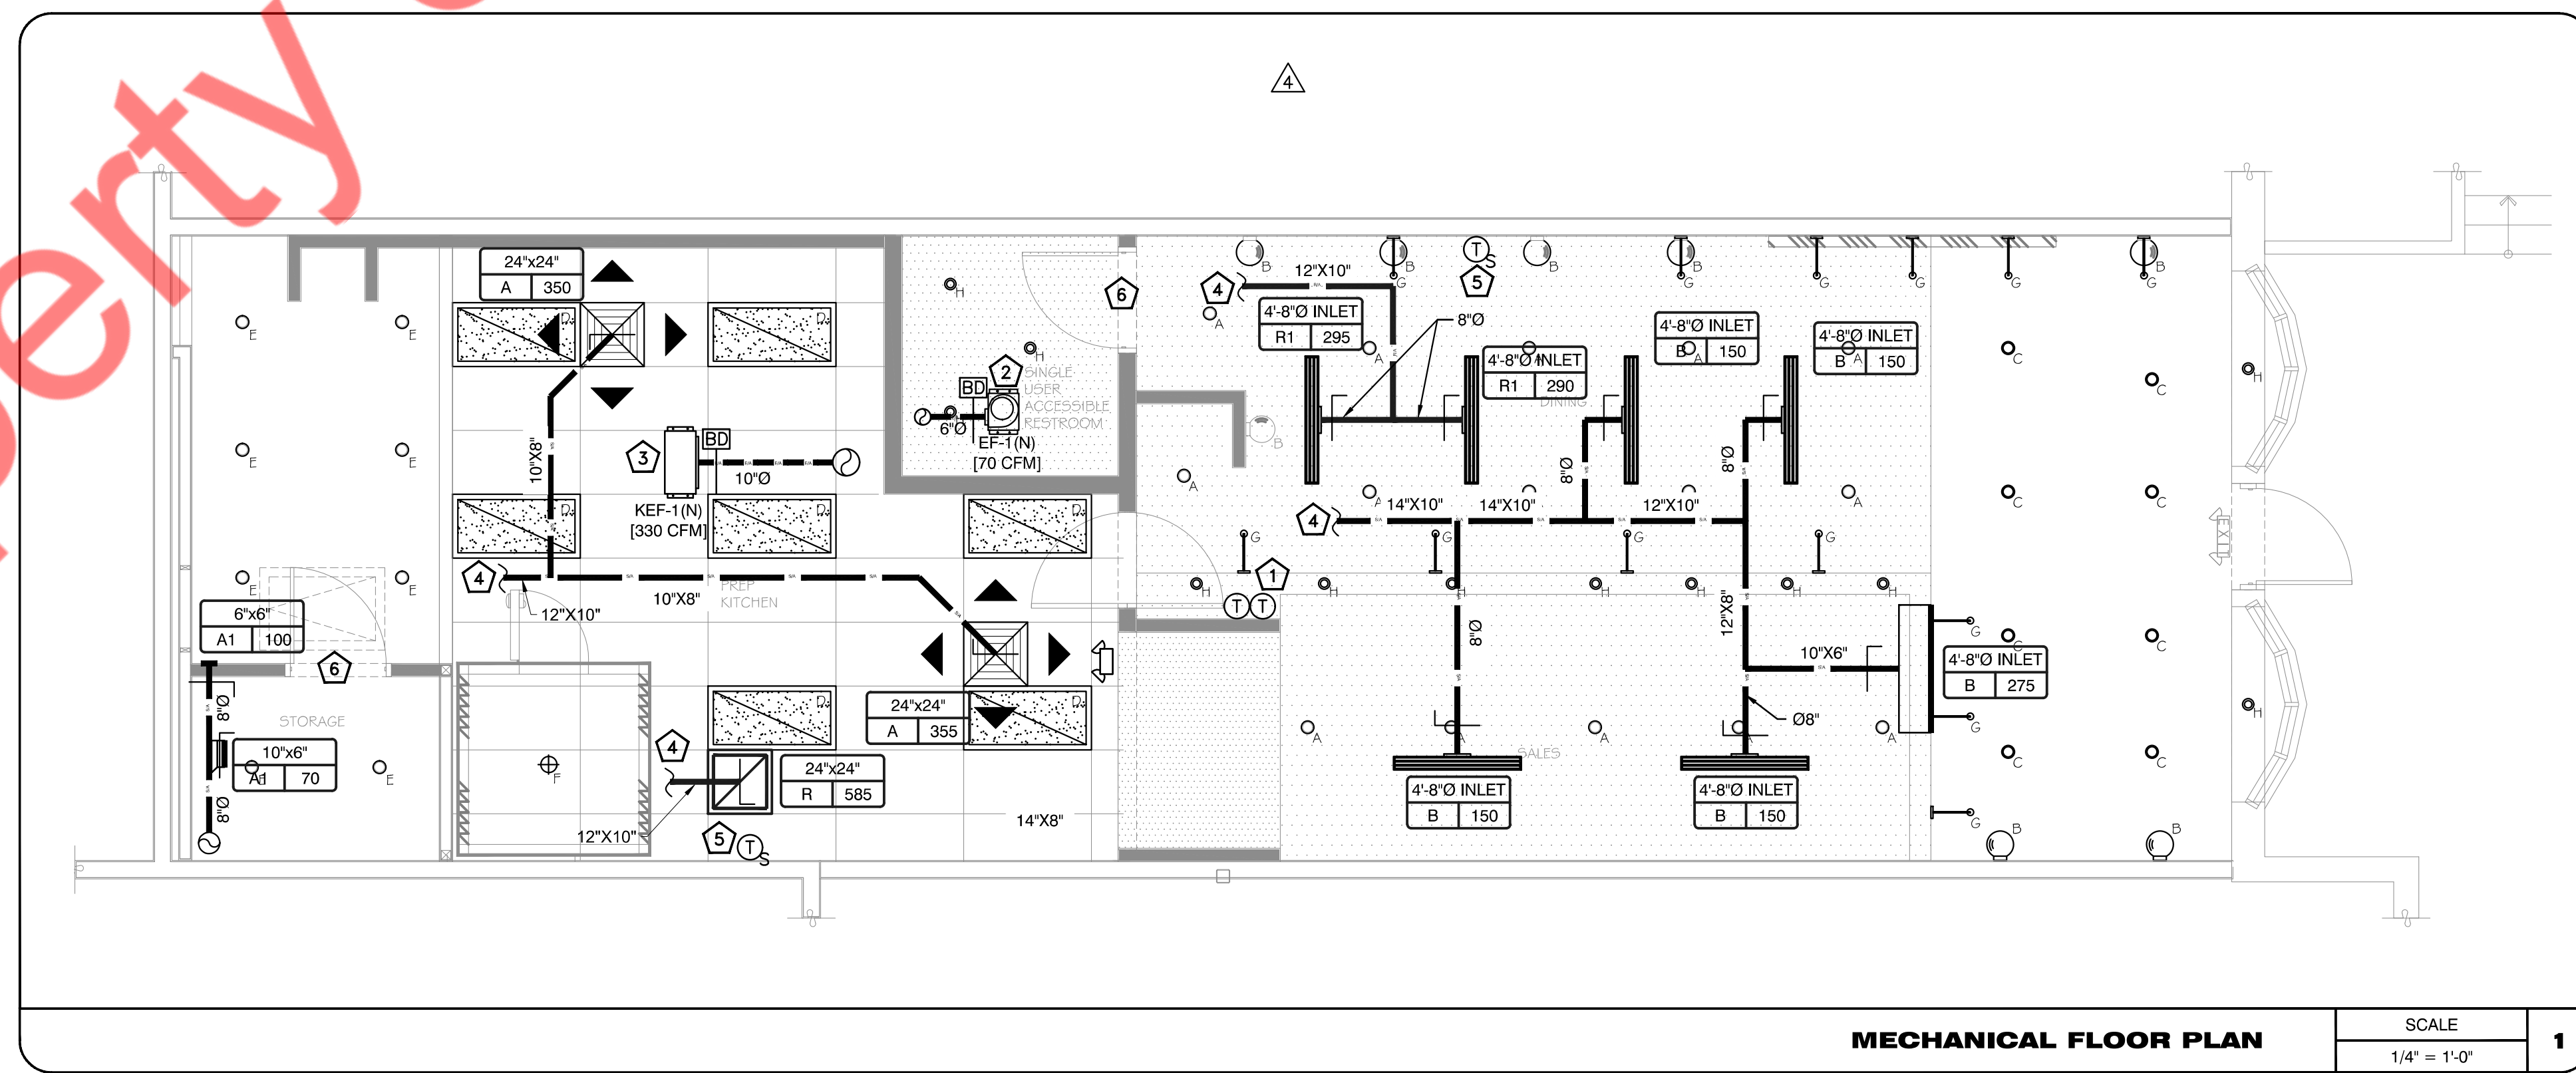 erty
4
24"x24"
A 350
12"X10"
4
6
5
T
S
4'-8"Ø INLET
R1 295
8"Ø
4'-8"Ø INLET
R1 290
4'-8"Ø INLET
B 150
4'-8"Ø INLET
B 150
DINING
2
BD
SINGLE
USER
ACCESSIBLE
RESTROOM
6"Ø
EF-1(N)
[70 CFM]
10"X8"
3
BD
10"Ø
KEF-1(N)
[330 CFM]
8"Ø
8"Ø
4
14"X10"
14"X10"
12"X10"
EXIT
4
12"X10"
10"X8"
PREP
KITCHEN
1
T T
6"x6"
A1 100
6
8"Ø
12"X8"
10"X6"
4'-8"Ø INLET
B 275
8"Ø
STORAGE
10"x6"
A1 70
8"Ø
24"x24"
A 355
4
24"x24"
R 585
12"X10"
5
T
S
14"X8"
Ø8"
SALES
4'-8"Ø INLET
B 150
4'-8"Ø INLET
B 150
MECHANICAL FLOOR PLAN
SCALE
1/4" = 1'-0"
1